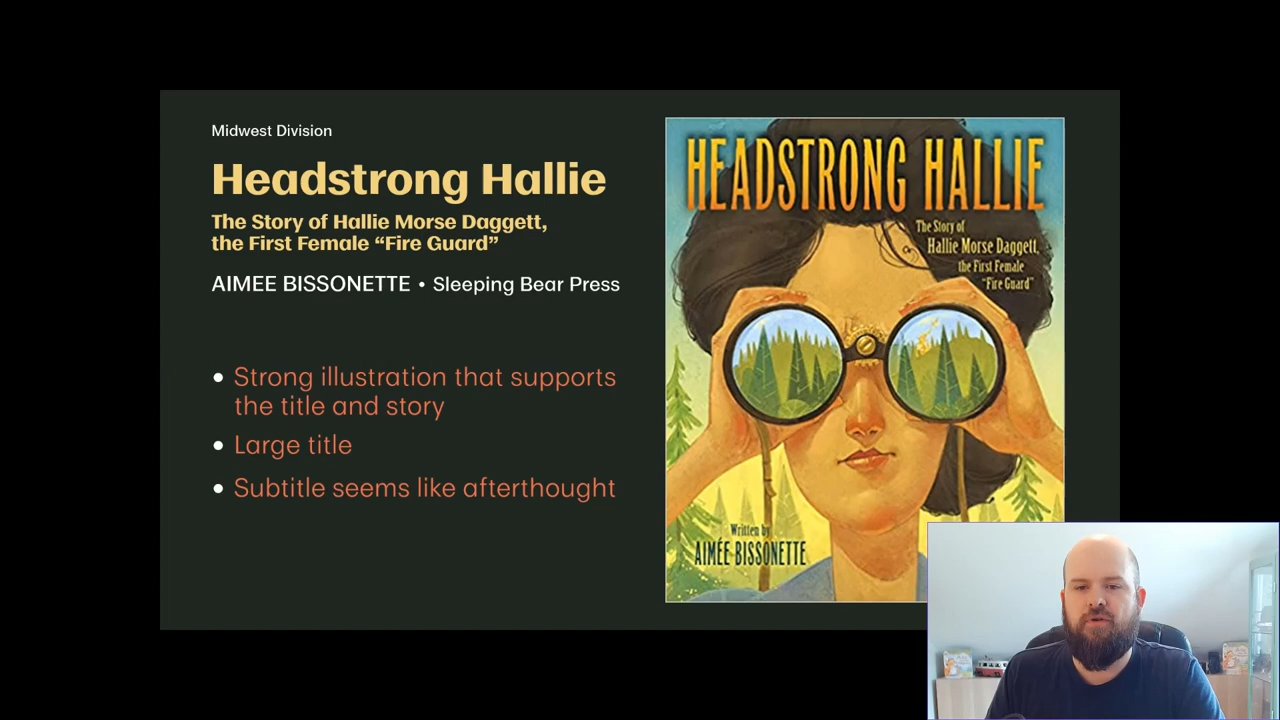 Midwest Division
Headstrong Hallie
The Story of Hallie Morse Daggett,
the First Female “Fire Guard”
AIMEE BISSONETTE • Sleeping Bear Press
• Strong illustration that supports
the title and story
• Large title
• Subtitle seems like afterthought
HEADSTRONG HALLIE
The Story of
Hallie Morse Daggett,
the First Female
“Fire Guard”
Written by
AIMÉE BISSONETTE